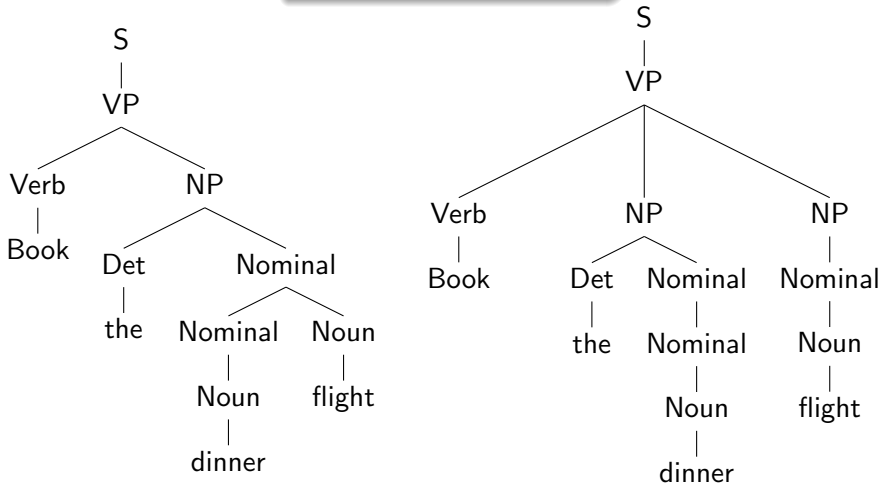 S
VP
Verb NP
Book
Det Nominal
the Nominal Noun
Noun flight
dinner
S
VP
Verb NP NP
Book Det Nominal Nominal
the Nominal Noun
Noun flight
dinner